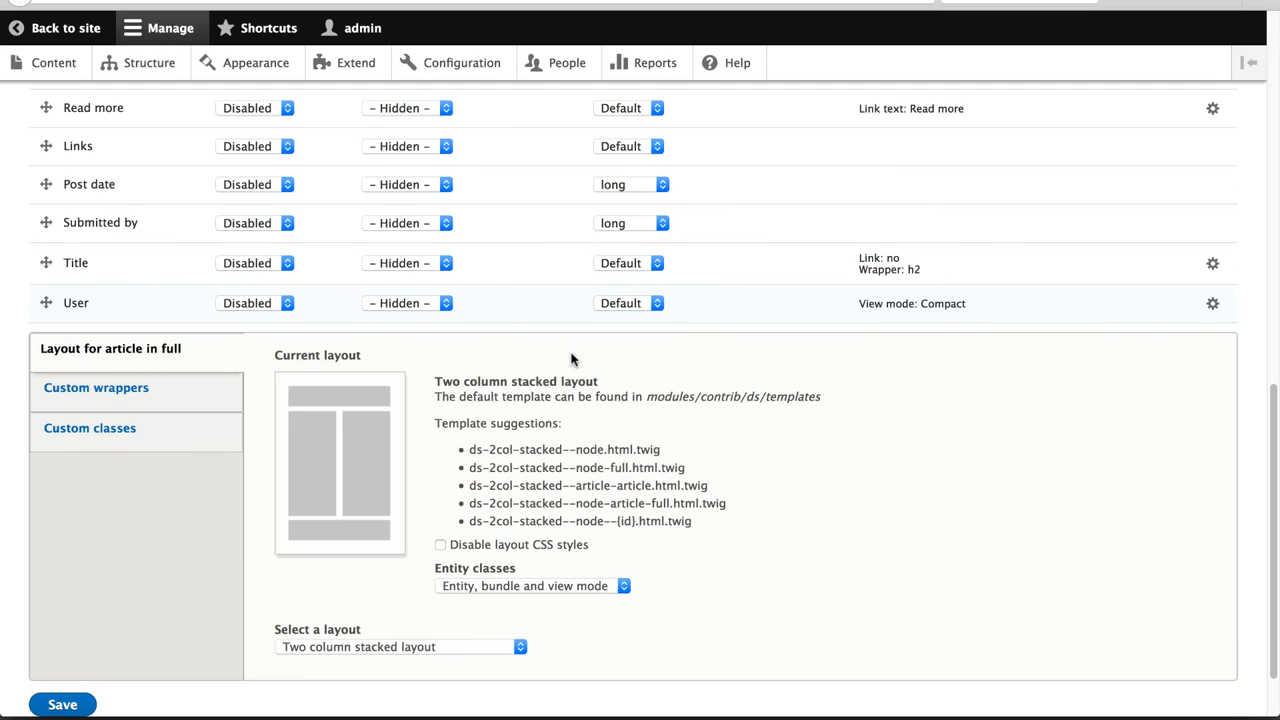 Back to site Manage Shortcuts admin
Content Structure Appearance Extend Configuration People Reports Help
Read more Disabled - Hidden - Default Link text: Read more
Links Disabled - Hidden - Default
Post date Disabled - Hidden - long
Submitted by Disabled - Hidden - long
Title Disabled - Hidden - Default Link: no
Wrapper: h2
User Disabled - Hidden - Default View mode: Compact
Layout for article in full
Custom wrappers
Custom classes
Current layout
Two column stacked layout
The default template can be found in modules/contrib/ds/templates
Template suggestions:
• ds-2col-stacked--node.html.twig
• ds-2col-stacked--node-full.html.twig
• ds-2col-stacked--article-article.html.twig
• ds-2col-stacked--node-article-full.html.twig
• ds-2col-stacked--node--{id}.html.twig
Disable layout CSS styles
Entity classes
Entity, bundle and view mode
Select a layout
Two column stacked layout
Save